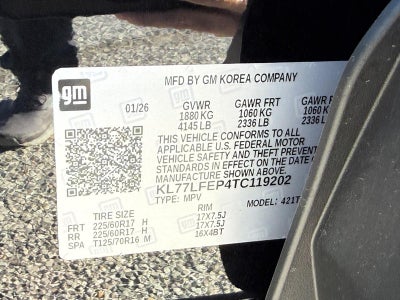 gm
MFD BY GM KOREA COMPANY
01/26 GVWR GAWR FRT GAWR RR
1880 KG 1060 KG 1060 KG
4145 LB 2336 LB 2336 LB
THIS VEHICLE CONFORMS TO ALL
APPLICABLE U.S. FEDERAL MOTOR
VEHICLE SAFETY AND THEFT PREVENT
STANDARDS IN EFFECT ON THE DATE O
MANUFACTURE SHOWN ABOVE.
KL77LFEP4TC119202
TYPE: MPV MODEL: 421T
TIRE SIZE RIM
FRT 225/60R17 H 17X7.5J
RR 225/60R17 H 17X7.5J
SPA T125/70R16 M 16X4BT